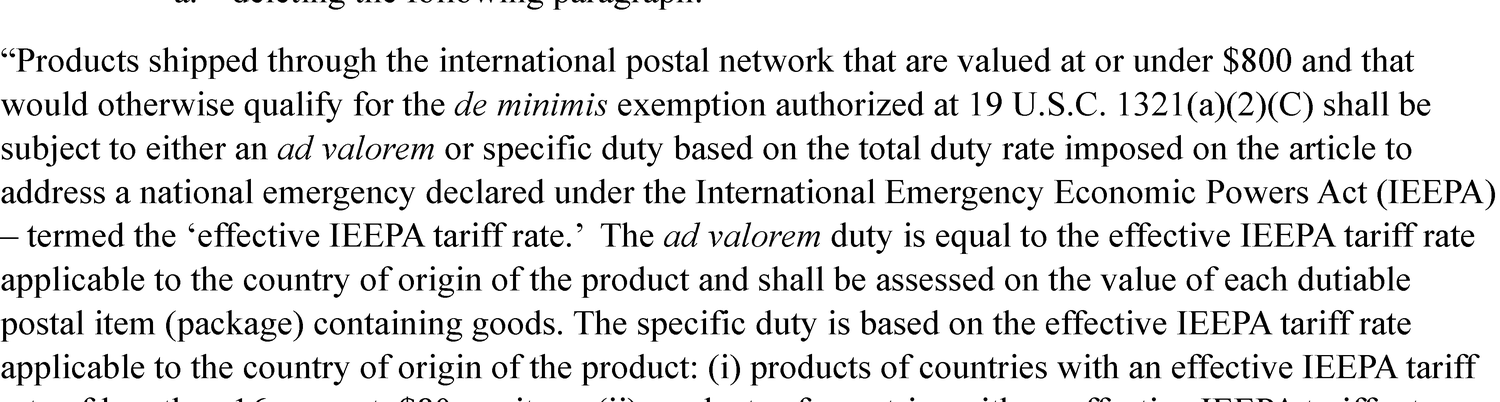 a. deleting the following paragraph:
“Products shipped through the international postal network that are valued at or under $800 and that
would otherwise qualify for the de minimis exemption authorized at 19 U.S.C. 1321(a)(2)(C) shall be
subject to either an ad valorem or specific duty based on the total duty rate imposed on the article to
address a national emergency declared under the International Emergency Economic Powers Act (IEEPA)
– termed the ‘effective IEEPA tariff rate.’  The ad valorem duty is equal to the effective IEEPA tariff rate
applicable to the country of origin of the product and shall be assessed on the value of each dutiable
postal item (package) containing goods. The specific duty is based on the effective IEEPA tariff rate
applicable to the country of origin of the product: (i) products of countries with an effective IEEPA tariff